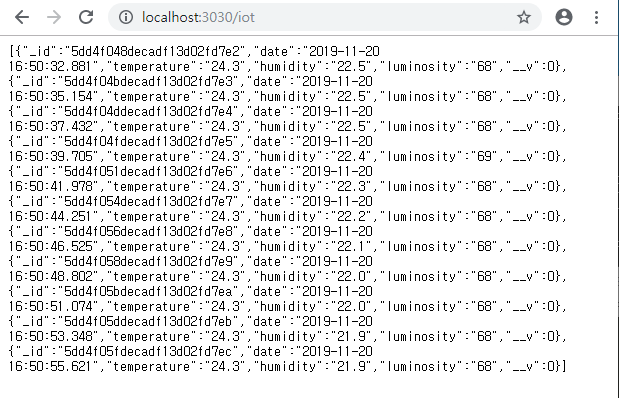 localhost:3030/iot
[{"_id":"5dd4f048decadf13d02fd7e2","date":"2019-11-20
16:50:32.881","temperature":"24.3","humidity":"22.5","luminosity":"68","__v":0},
{"_id":"5dd4f04bdecadf13d02fd7e3","date":"2019-11-20
16:50:35.154","temperature":"24.3","humidity":"22.5","luminosity":"68","__v":0},
{"_id":"5dd4f04ddecadf13d02fd7e4","date":"2019-11-20
16:50:37.432","temperature":"24.3","humidity":"22.5","luminosity":"68","__v":0},
{"_id":"5dd4f04fdecadf13d02fd7e5","date":"2019-11-20
16:50:39.705","temperature":"24.3","humidity":"22.4","luminosity":"69","__v":0},
{"_id":"5dd4f051decadf13d02fd7e6","date":"2019-11-20
16:50:41.978","temperature":"24.3","humidity":"22.3","luminosity":"68","__v":0},
{"_id":"5dd4f054decadf13d02fd7e7","date":"2019-11-20
16:50:44.251","temperature":"24.3","humidity":"22.2","luminosity":"68","__v":0},
{"_id":"5dd4f056decadf13d02fd7e8","date":"2019-11-20
16:50:46.525","temperature":"24.3","humidity":"22.1","luminosity":"68","__v":0},
{"_id":"5dd4f058decadf13d02fd7e9","date":"2019-11-20
16:50:48.802","temperature":"24.3","humidity":"22.0","luminosity":"68","__v":0},
{"_id":"5dd4f05bdecadf13d02fd7ea","date":"2019-11-20
16:50:51.074","temperature":"24.3","humidity":"22.0","luminosity":"68","__v":0},
{"_id":"5dd4f05ddecadf13d02fd7eb","date":"2019-11-20
16:50:53.348","temperature":"24.3","humidity":"21.9","luminosity":"68","__v":0},
{"_id":"5dd4f05fdecadf13d02fd7ec","date":"2019-11-20
16:50:55.621","temperature":"24.3","humidity":"21.9","luminosity":"68","__v":0}]